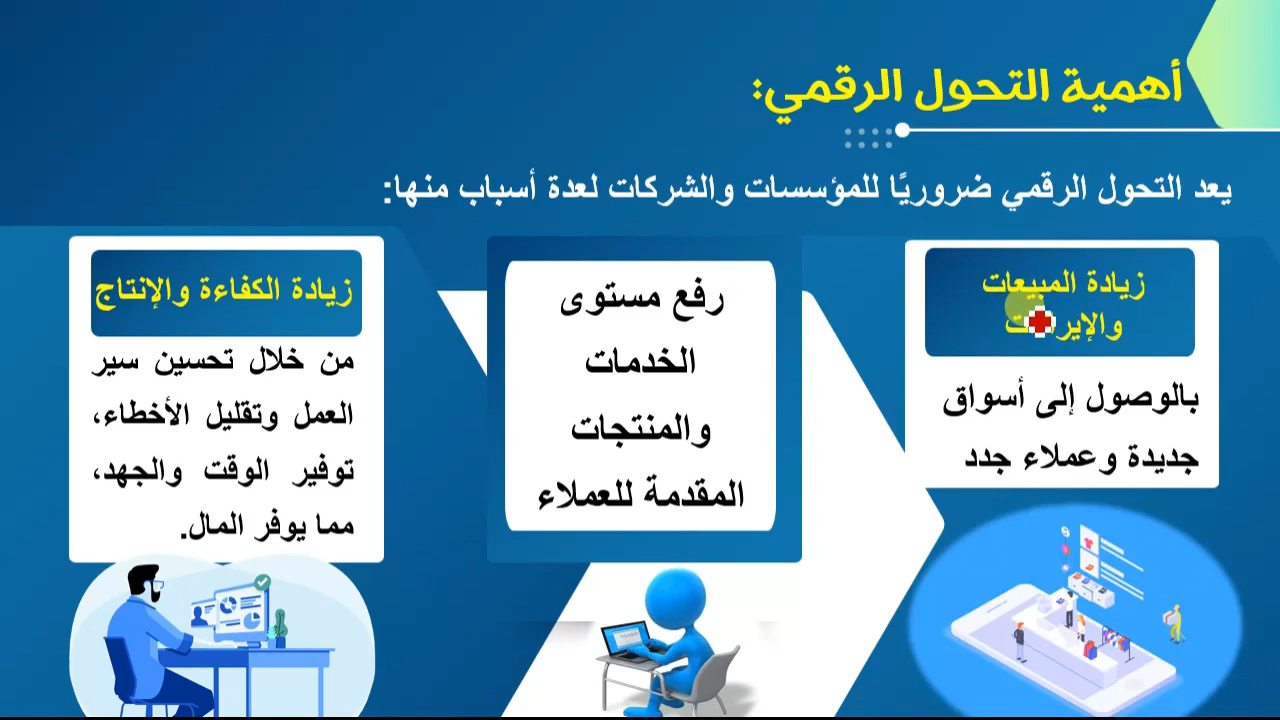 أهمية التحول الرقمي:
يعد التحول الرقمي ضروريًا للمؤسسات والشركات لعدة أسباب منها:
زيادة المبيعات
بالوصول إلى أسواق
جديدة وعملاء جدد
رفع مستوى
الخدمات
والمنتجات
المقدمة للعملاء
زيادة الكفاءة والإنتاج
من خلال تحسين سير
العمل وتقليل الأخطاء،
توفير الوقت والجهد،
مما يوفر المال.